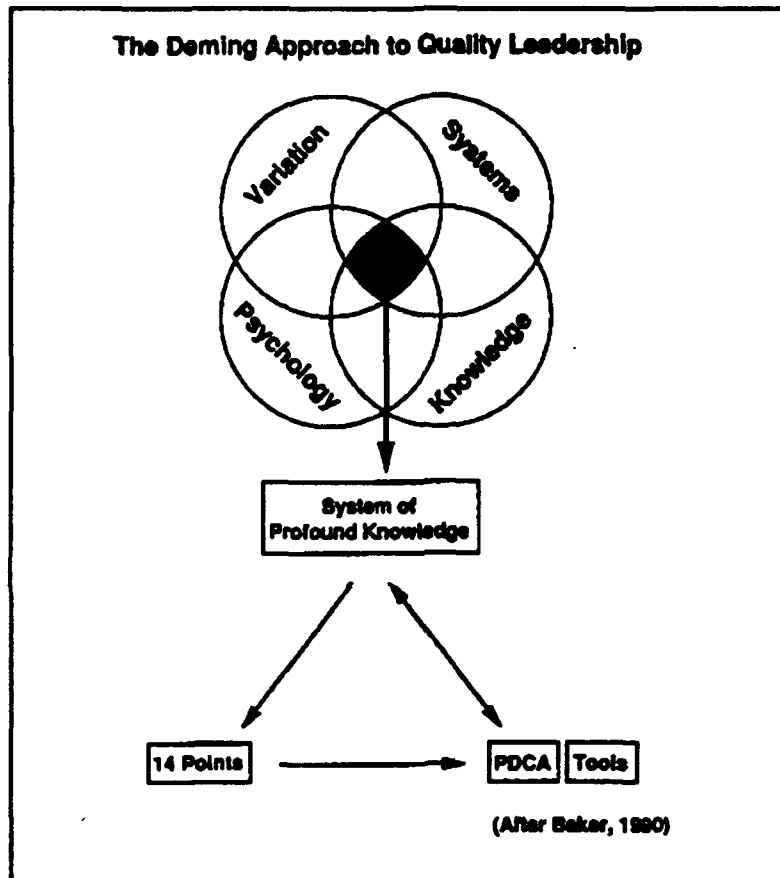 The Deming Approach to Quality Leadership
Variation
Systems
Psychology
Knowledge
System of
Profound Knowledge
14 Points
PDCA
Tools
(After Baker, 1990)